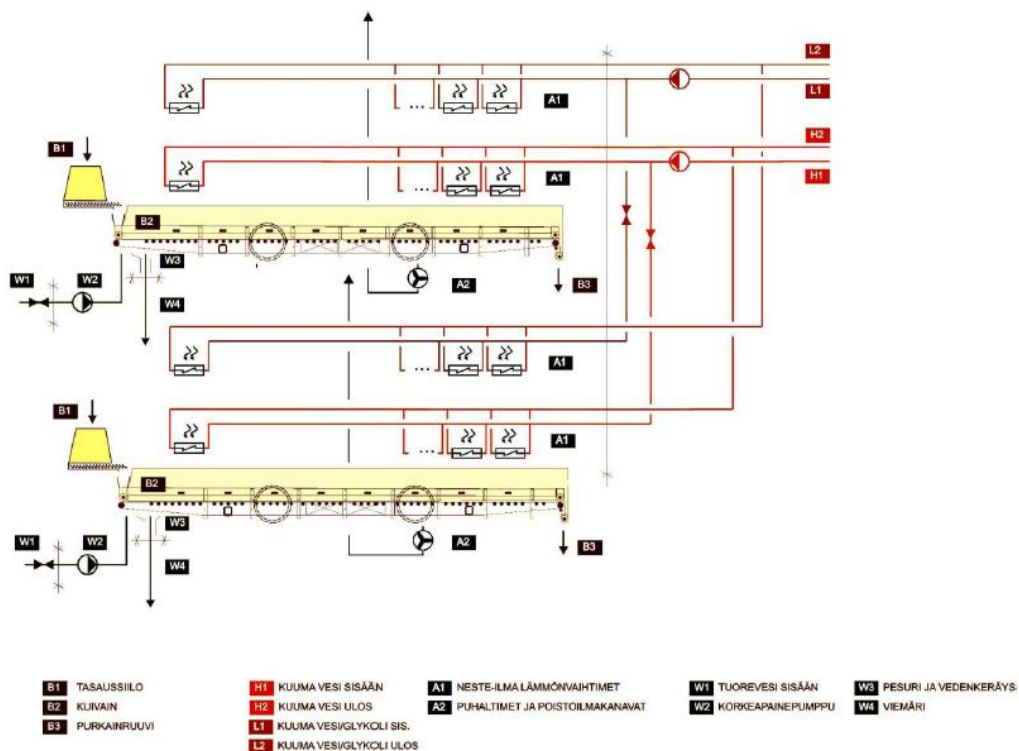 L2
L1
A1
H2
B1
H1
A1
B2
W3
W1
W2
A2
B3
W4
A1
B1
A1
B2
W3
W1
W2
A2
B3
W4
B1 TASAUSSIILO
B2 KUIVAIN
B3 PURKAINRUUVI
H1 KUUMA VESI SISÄÄN
H2 KUUMA VESI ULOS
L1 KUUMA VESI/GLYKOLI SIS.
L2 KUUMA VESI/GLYKOLI ULOS
A1 NESTE-ILMA LÄMMÖNVAIHTIMET
A2 PUHALTIMET JA POISTOILMAKANAVAT
W1 TUOREVESI SISÄÄN
W2 KORKEAPAINEPUMPPU
W3 PESURI JA VEDENKERÄYS
W4 VIEMÄRI